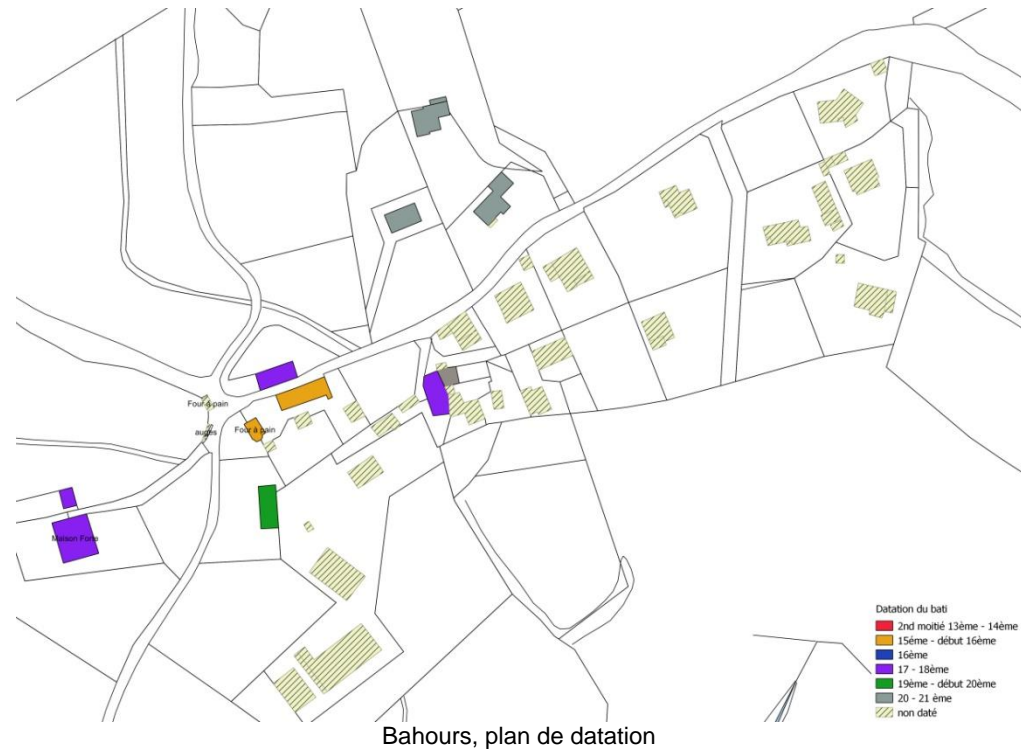 Four à pain
auges
Four à pain
Maison Forte
Datation du bati
2nd moitié 13ème - 14ème
15éme - début 16ème
16ème
17 - 18ème
19ème - début 20ème
20 - 21 ème
non daté
Bahours, plan de datation